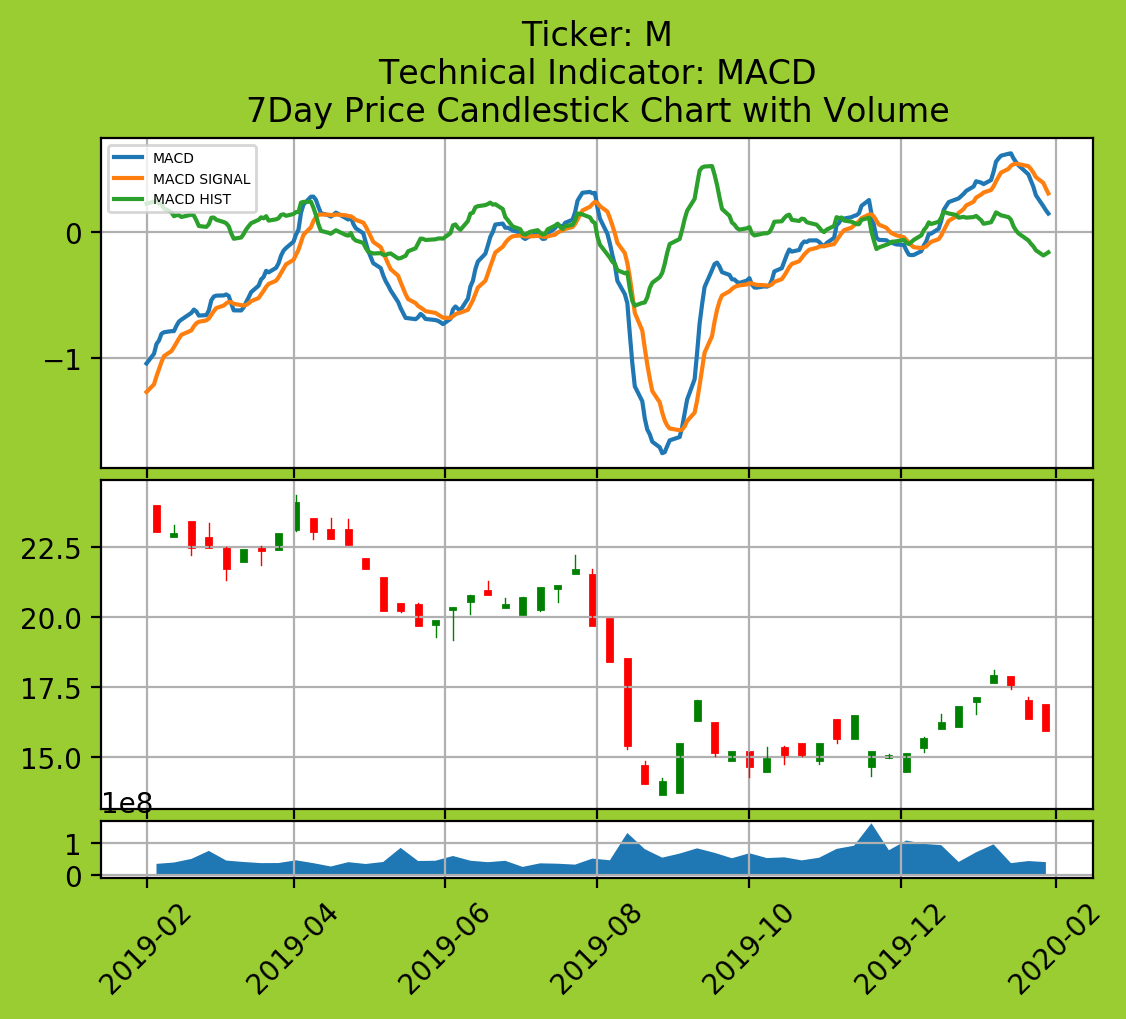 Ticker: M
Technical Indicator: MACD
7Day Price Candlestick Chart with Volume
MACD
MACD SIGNAL
MACD HIST
0
−1
22.5
20.0
17.5
15.0
1e8
1
0
2019-02
2019-04
2019-06
2019-08
2019-10
2019-12
2020-02